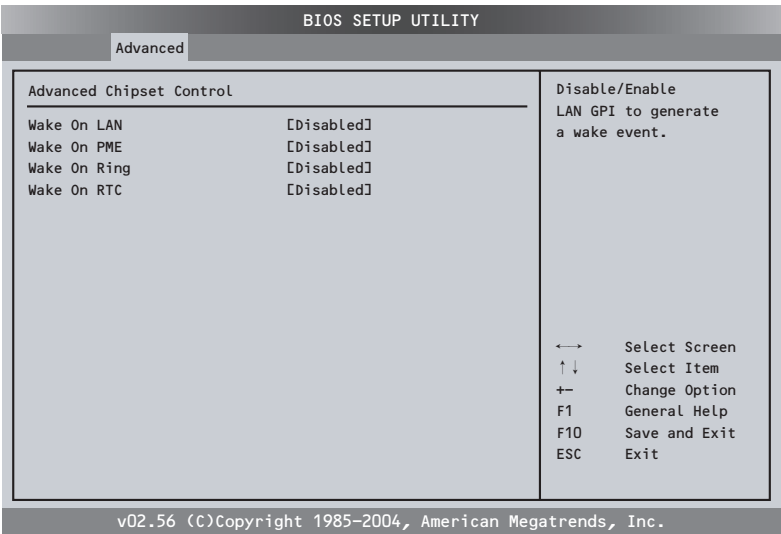 BIOS SETUP UTILITY
Advanced
Advanced Chipset Control
Wake On LAN [Disabled]
Wake On PME [Disabled]
Wake On Ring [Disabled]
Wake On RTC [Disabled]
Disable/Enable
LAN GPI to generate
a wake event.
←→ Select Screen
↑↓ Select Item
+- Change Option
F1 General Help
F10 Save and Exit
ESC Exit
v02.56 (C)Copyright 1985-2004, American Megatrends, Inc.